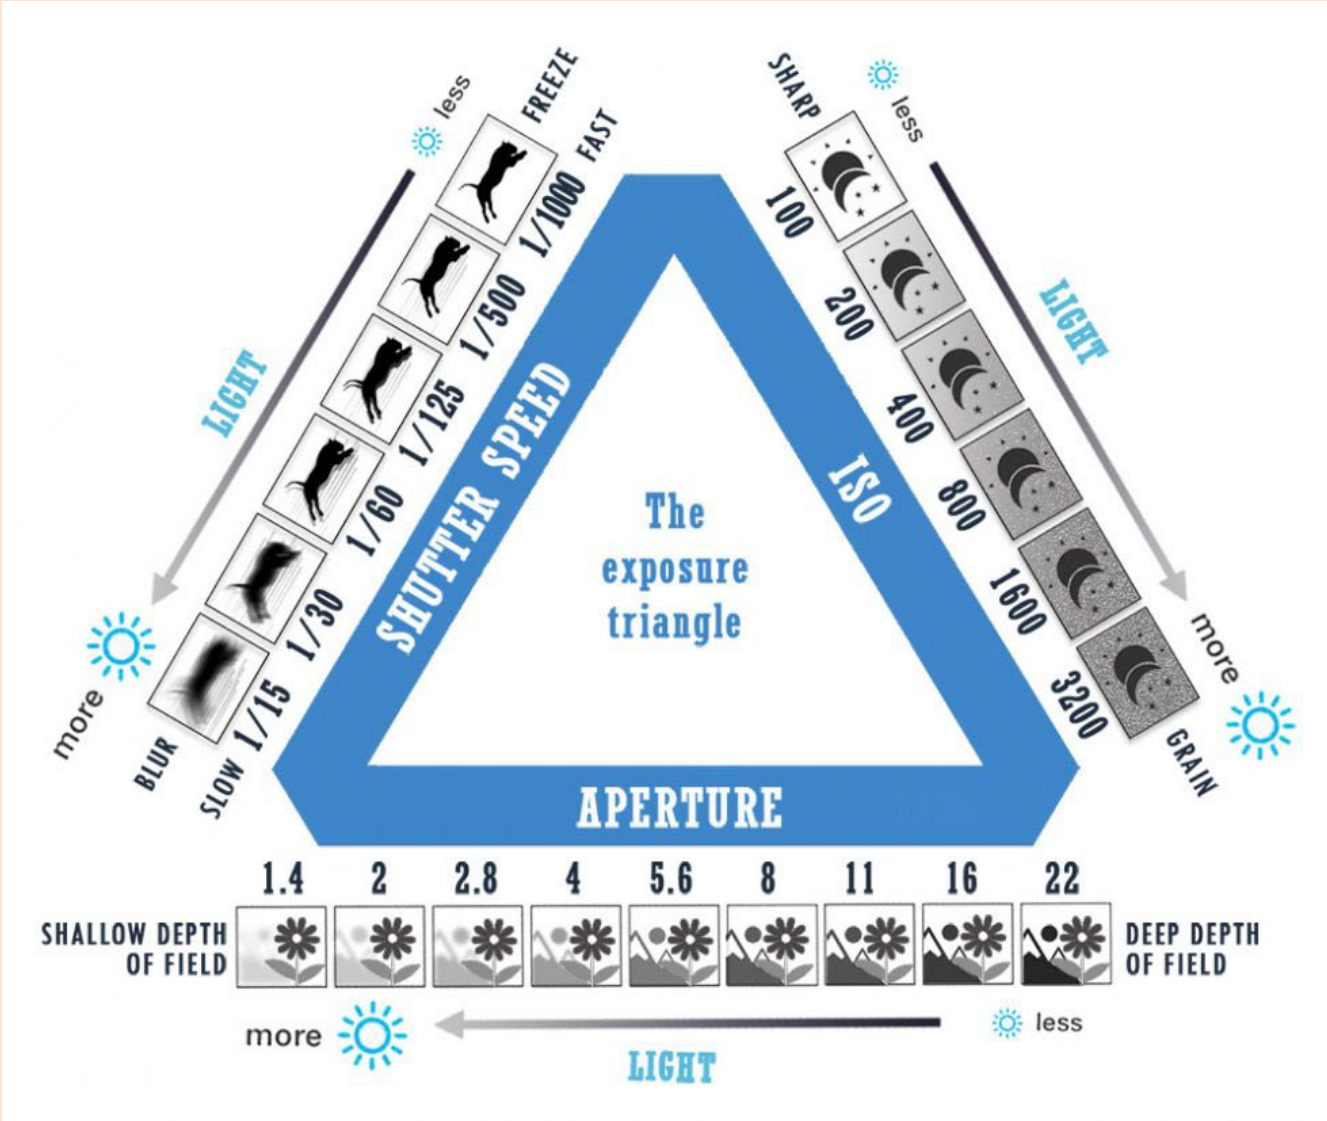 less
FREEZE
FAST
1/1000
1/500
1/125
1/60
1/30
1/15
SLOW
BLUR
more
LIGHT
SHUTTER SPEED
SHARP
less
100
200
400
800
1600
3200
GRAIN
more
LIGHT
ISO
The
exposure
triangle
APERTURE
1.4 2 2.8 4 5.6 8 11 16 22
SHALLOW DEPTH
OF FIELD
DEEP DEPTH
OF FIELD
more
less
LIGHT